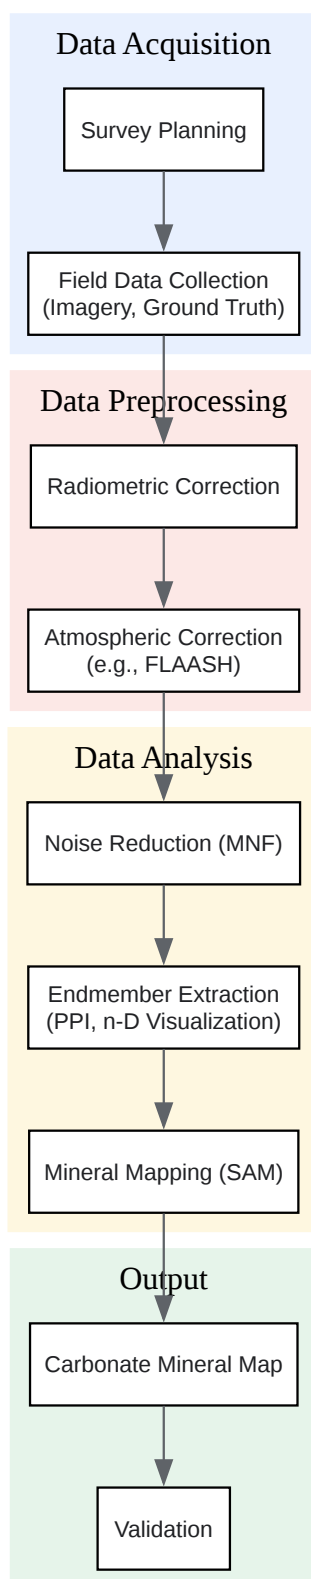 Data Acquisition
Survey Planning
Field Data Collection
(Imagery, Ground Truth)
Data Preprocessing
Radiometric Correction
Atmospheric Correction
(e.g., FLAASH)
Data Analysis
Noise Reduction (MNF)
Endmember Extraction
(PPI, n-D Visualization)
Mineral Mapping (SAM)
Output
Carbonate Mineral Map
Validation